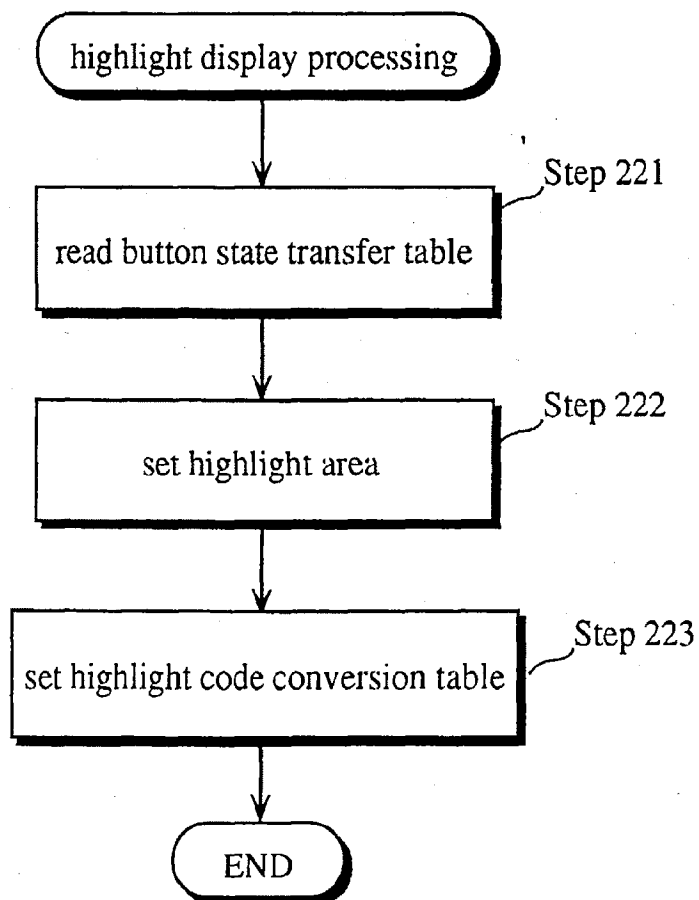 highlight display processing
Step 221
read button state transfer table
Step 222
set highlight area
Step 223
set highlight code conversion table
END